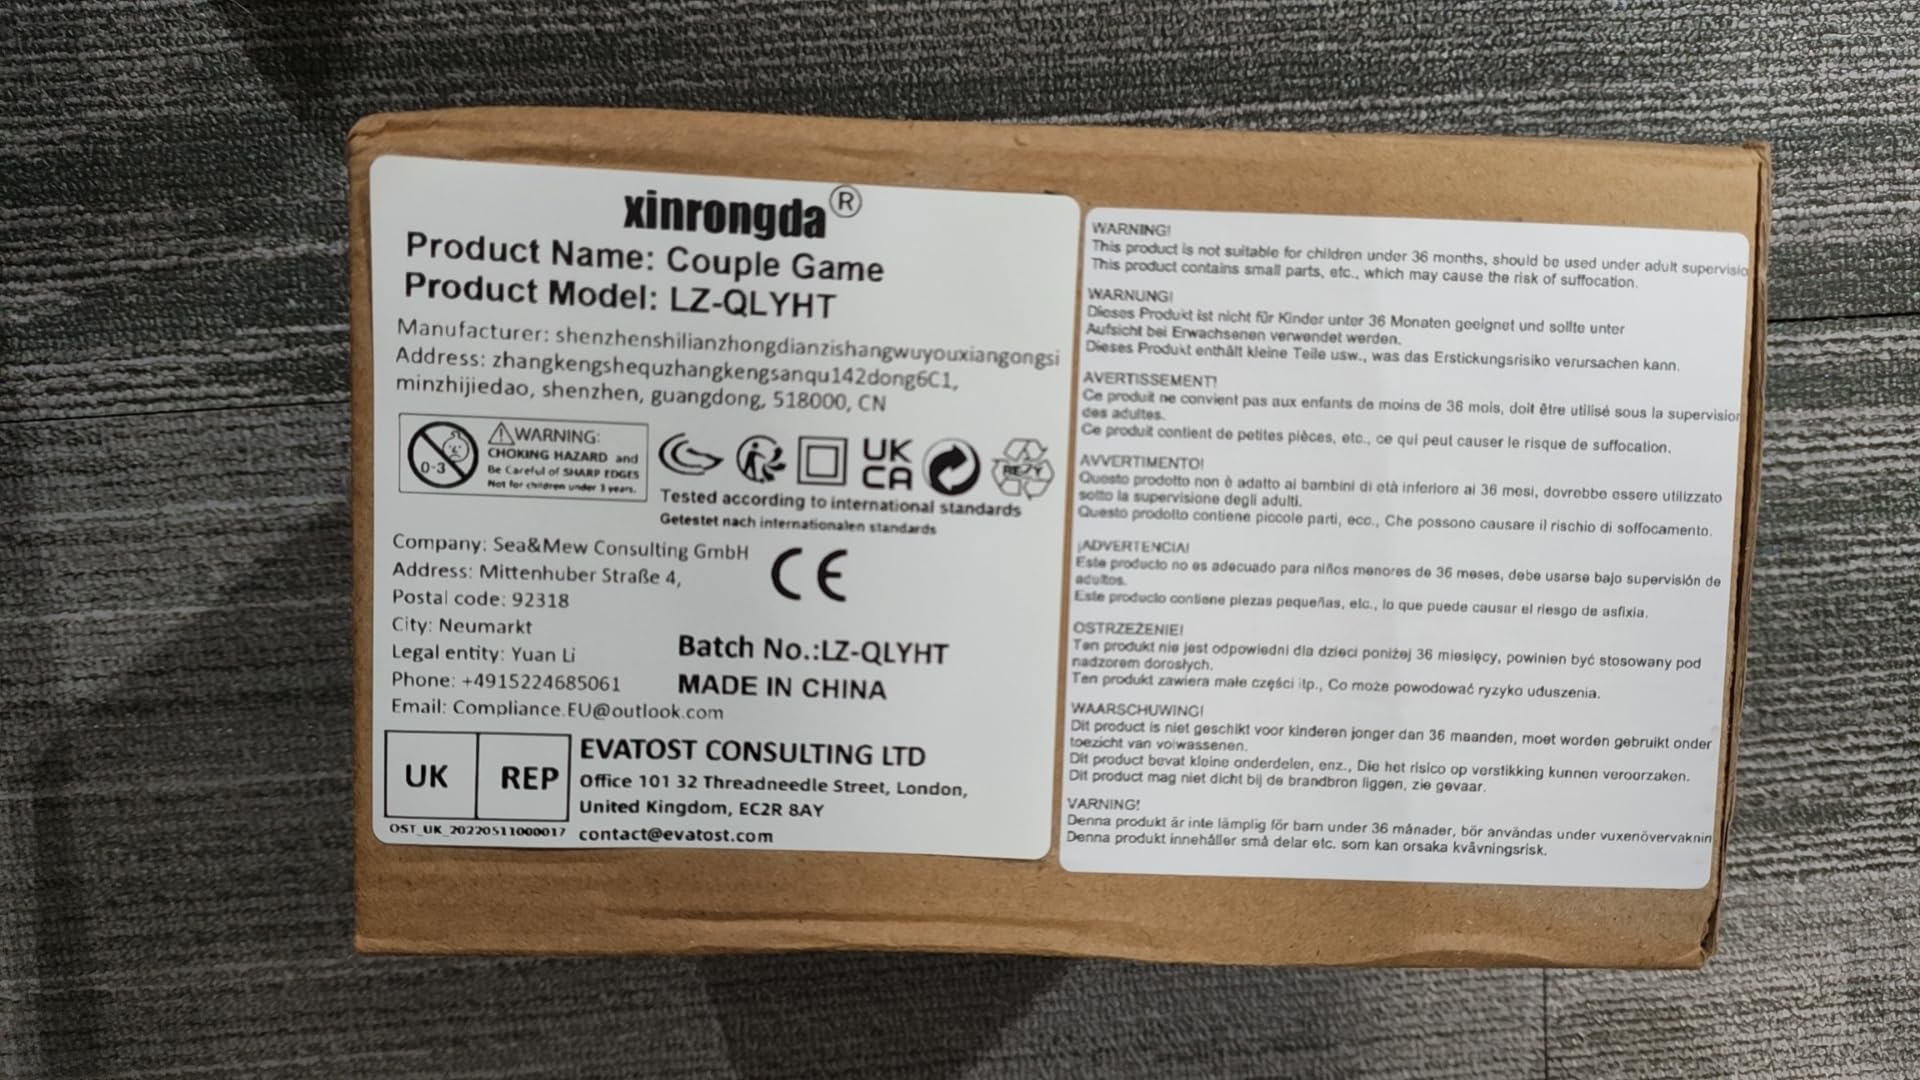 xinrongda®
Product Name: Couple Game
Product Model: LZ-QLYHT
Manufacturer: shenzhenshilianzhongdianzishangwuyouxiangongsi
Address: zhangkengshequzhangkengsanqu142dong6C1,
minzhijiedao, shenzhen, guangdong, 518000, CN
0-3
WARNING:
CHOKING HAZARD and
Be Careful of SHARP EDGES
Not for children under 3 years.
UK
CA
Tested according to international standards
Getestet nach internationalen standards
Company: Sea&Mew Consulting GmbH
Address: Mittenhuber Straße 4,
Postal code: 92318
City: Neumarkt
Legal entity: Yuan Li
Phone: +4915224685061
Email: Compliance.EU@outlook.com
CE
Batch No.:LZ-QLYHT
MADE IN CHINA
UK REP
OST_UK_20220511000017
EVATOST CONSULTING LTD
Office 101 32 Threadneedle Street, London,
United Kingdom, EC2R 8AY
contact@evatost.com
WARNING!
This product is not suitable for children under 36 months, should be used under adult supervisio
This product contains small parts, etc., which may cause the risk of suffocation.
WARNUNG!
Dieses Produkt ist nicht für Kinder unter 36 Monaten geeignet und sollte unter
Aufsicht bei Erwachsenen verwendet werden.
Dieses Produkt enthält kleine Teile usw., was das Erstickungsrisiko verursachen kann.
AVERTISSEMENT!
Ce produit ne convient pas aux enfants de moins de 36 mois, doit être utilisé sous la supervision
des adultes.
Ce produit contient de petites pièces, etc., ce qui peut causer le risque de suffocation.
AVVERTIMENTO!
Questo prodotto non è adatto ai bambini di età inferiore ai 36 mesi, dovrebbe essere utilizzato
sotto la supervisione degli adulti.
Questo prodotto contiene piccole parti, ecc., Che possono causare il rischio di soffocamento.
¡ADVERTENCIA!
Este producto no es adecuado para niños menores de 36 meses, debe usarse bajo supervisión de
adultos.
Este producto contiene piezas pequeñas, etc., lo que puede causar el riesgo de asfixia.
OSTRZEŻENIE!
Ten produkt nie jest odpowiedni dla dzieci poniżej 36 miesięcy, powinien być stosowany pod
nadzorem dorosłych.
Ten produkt zawiera małe części itp., Co może powodować ryzyko uduszenia.
WAARSCHUWING!
Dit product is niet geschikt voor kinderen jonger dan 36 maanden, moet worden gebruikt onder
toezicht van volwassenen.
Dit product bevat kleine onderdelen, enz., Die het risico op verstikking kunnen veroorzaken.
Dit product mag niet dicht bij de brandbron liggen, zie gevaar.
VARNING!
Denna produkt är inte lämplig för barn under 36 månader, bör användas under vuxenövervaknin
Denna produkt innehåller små delar etc. som kan orsaka kvävningsrisk.